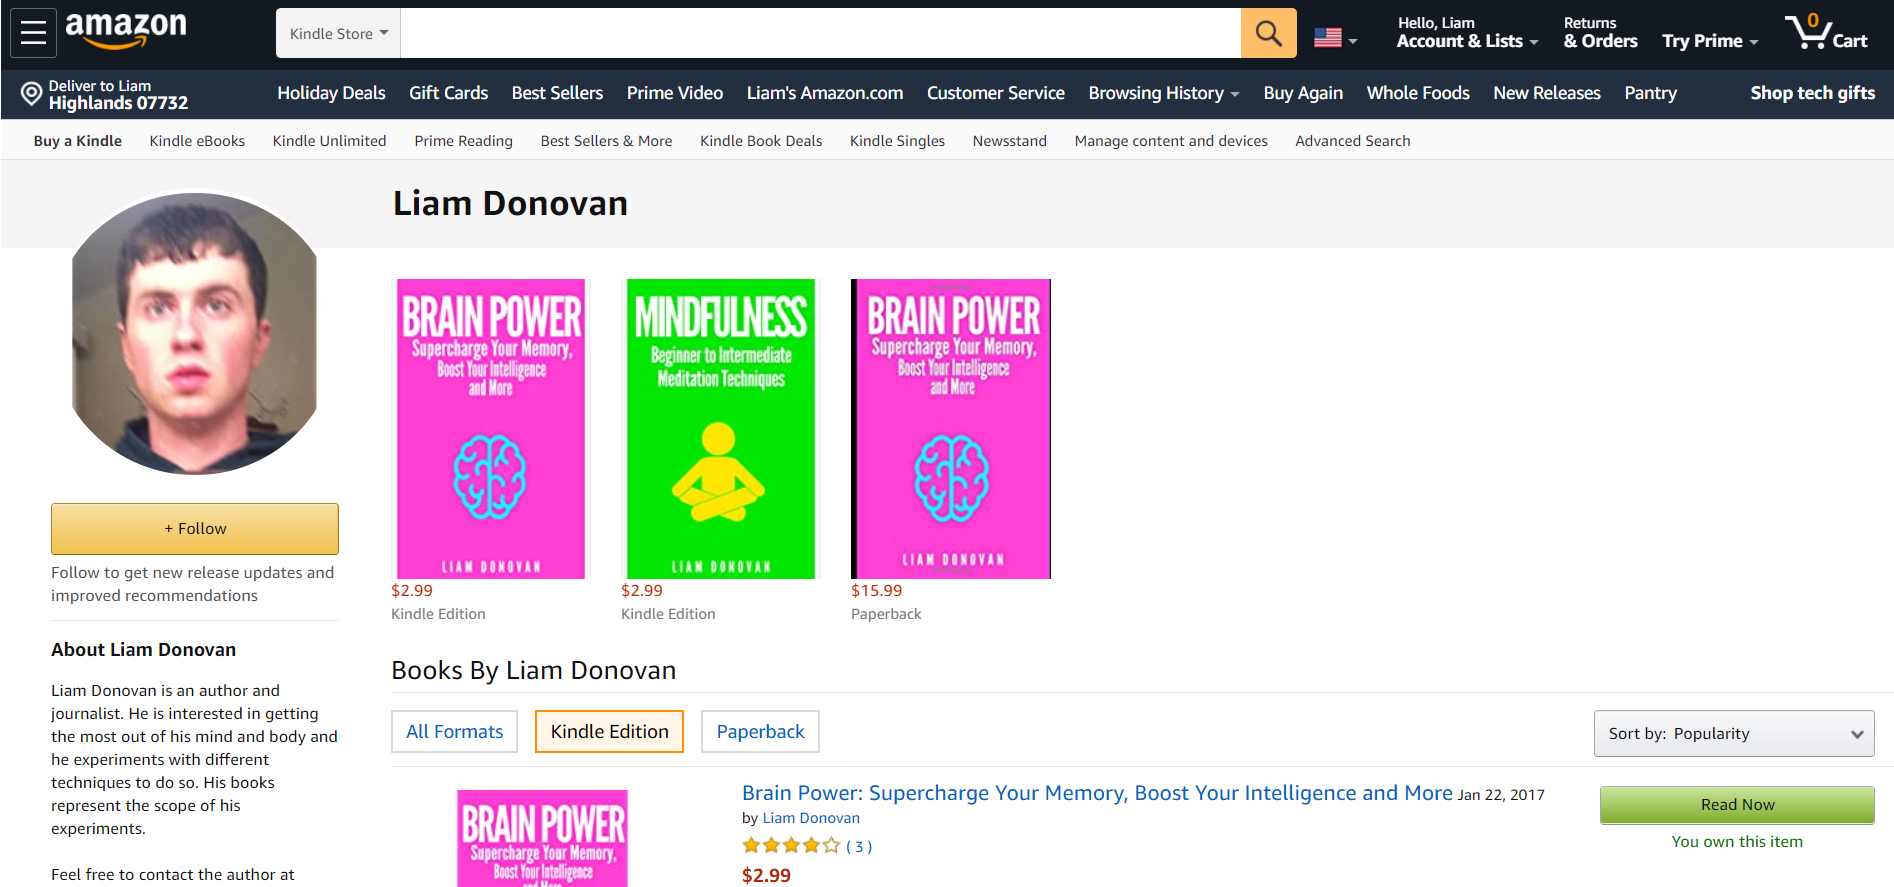 amazon
Kindle Store
Hello, Liam
Account & Lists
Returns
& Orders
Try Prime
0
Cart
Deliver to Liam
Highlands 07732
Holiday Deals
Gift Cards
Best Sellers
Prime Video
Liam's Amazon.com
Customer Service
Browsing History
Buy Again
Whole Foods
New Releases
Pantry
Shop tech gifts
Buy a Kindle
Kindle eBooks
Kindle Unlimited
Prime Reading
Best Sellers & More
Kindle Book Deals
Kindle Singles
Newsstand
Manage content and devices
Advanced Search
Liam Donovan
+ Follow
Follow to get new release updates and
improved recommendations
About Liam Donovan
Liam Donovan is an author and
journalist. He is interested in getting
the most out of his mind and body and
he experiments with different
techniques to do so. His books
represent the scope of his
experiments.
Feel free to contact the author at
BRAIN POWER
Supercharge Your Memory,
Boost Your Intelligence
and More
LIAM DONOVAN
$2.99
Kindle Edition
MINDFULNESS
Beginner to Intermediate
Meditation Techniques
LIAM DONOVAN
$2.99
Kindle Edition
BRAIN POWER
Supercharge Your Memory,
Boost Your Intelligence
and More
LIAM DONOVAN
$15.99
Paperback
Books By Liam Donovan
All Formats
Kindle Edition
Paperback
Sort by: Popularity
BRAIN POWER
Supercharge Your Memory,
Boost Your Intelligence
and More
Brain Power: Supercharge Your Memory, Boost Your Intelligence and More Jan 22, 2017
by Liam Donovan
( 3 )
$2.99
Read Now
You own this item